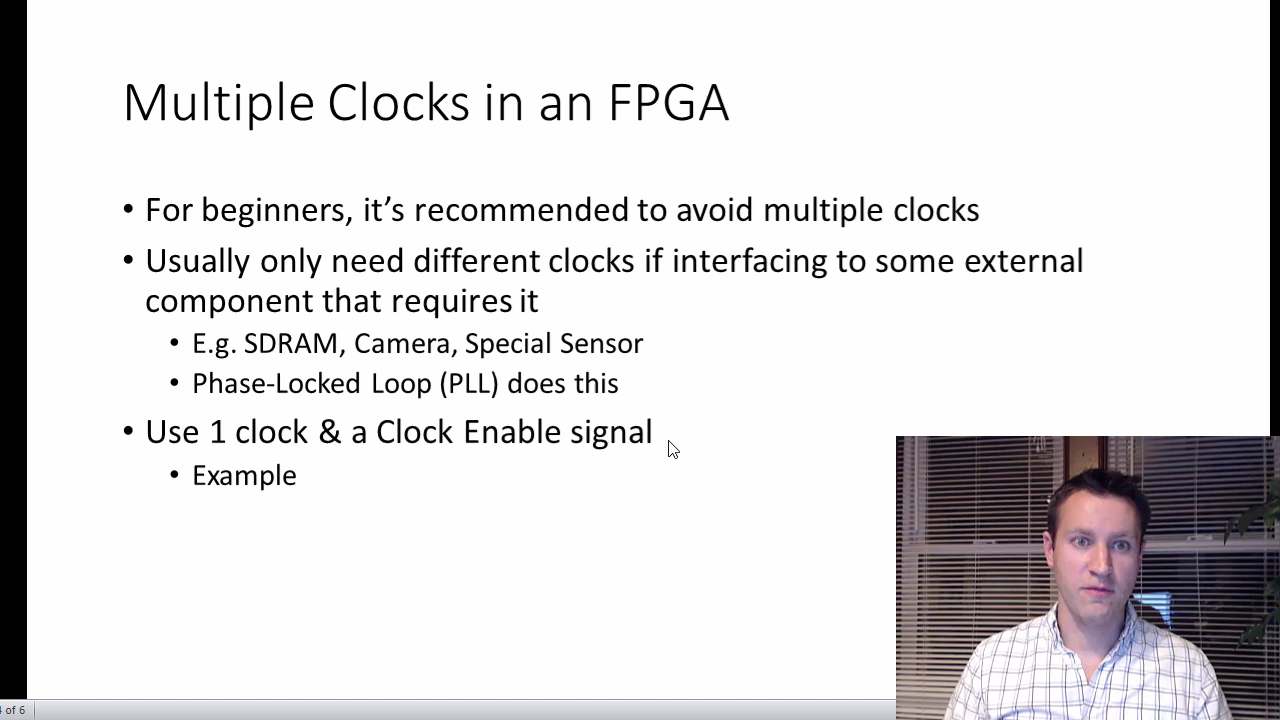 Multiple Clocks in an FPGA
• For beginners, it’s recommended to avoid multiple clocks
• Usually only need different clocks if interfacing to some external
component that requires it
• E.g. SDRAM, Camera, Special Sensor
• Phase-Locked Loop (PLL) does this
• Use 1 clock & a Clock Enable signal
• Example
of 6